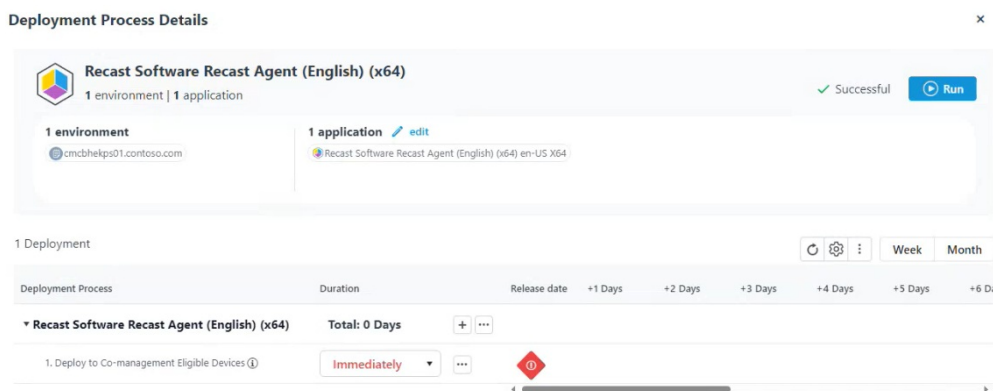 Deployment Process Details
×
Recast Software Recast Agent (English) (x64)
1 environment | 1 application
Successful
Run
1 environment
cmcbhekps01.contoso.com
1 application edit
Recast Software Recast Agent (English) (x64) en-US X64
1 Deployment
Week Month
Deployment Process Duration Release date +1 Days +2 Days +3 Days +4 Days +5 Days +6 Da
Recast Software Recast Agent (English) (x64) Total: 0 Days + ...
1. Deploy to Co-management Eligible Devices Immediately ...